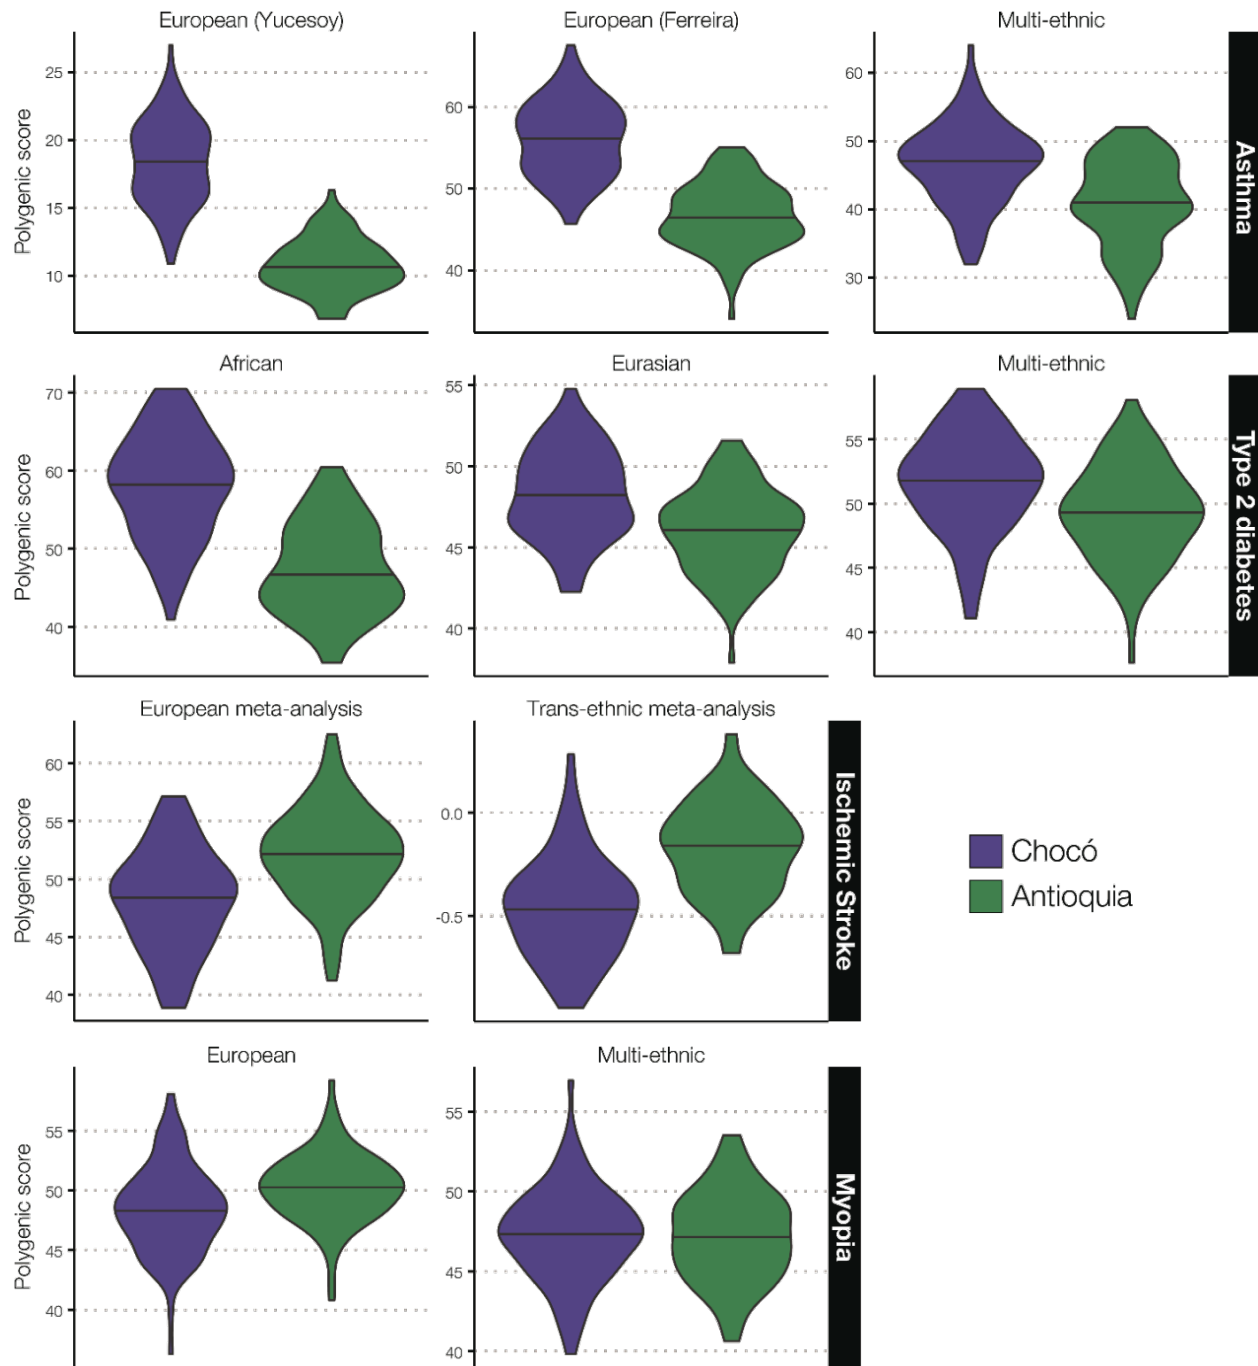 European (Yucesoy) European (Ferreira) Multi-ethnic
Polygenic score
25
20
15
10
60
50
40
60
50
40
30
Asthma
African Eurasian Multi-ethnic
Polygenic score
70
60
50
40
55
50
45
40
55
50
45
40
Type 2 diabetes
European meta-analysis Trans-ethnic meta-analysis
Polygenic score
60
55
50
45
40
0.0
-0.5
Ischemic Stroke
Chocó
Antioquia
European Multi-ethnic
Polygenic score
55
50
45
40
55
50
45
40
Myopia